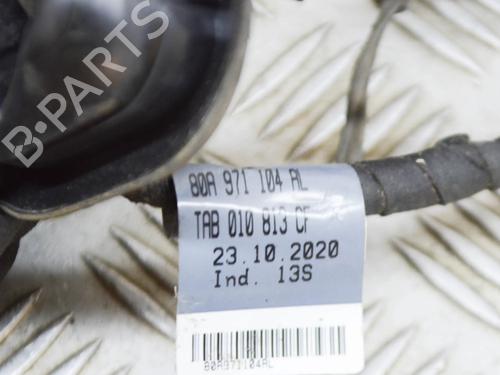 B-PARTS
80A 971 104 AL
TAB 010 813 CF
23.10.2020
Ind. 13S
80A971104AL